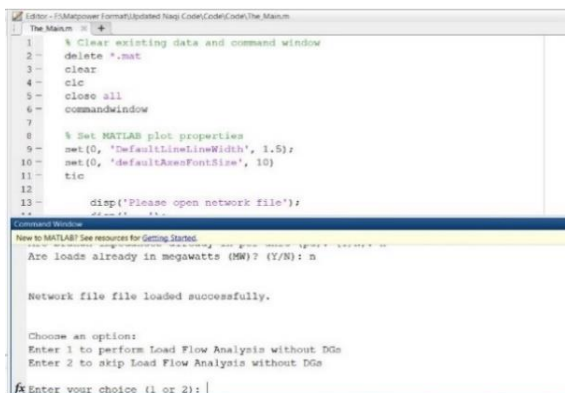 Editor - F:\Matpower Format\Updated Naqi Code\Code\Code\The_Main.m
The_Main.m × +
1 % Clear existing data and command window
2 - delete *.mat
3 - clear
4 - clc
5 - close all
6 - commandwindow
7
8 % Set MATLAB plot properties
9 - set(0, 'DefaultLineLineWidth', 1.5);
10 - set(0, 'defaultAxesFontSize', 10)
11 - tic
12
13 - disp('Please open network file');
Command Window
New to MATLAB? See resources for Getting Started.
Are loads already in megawatts (MW)? (Y/N): n
Network file file loaded successfully.
Choose an option:
Enter 1 to perform Load Flow Analysis without DGs
Enter 2 to skip Load Flow Analysis without DGs
fx Enter your choice (1 or 2):